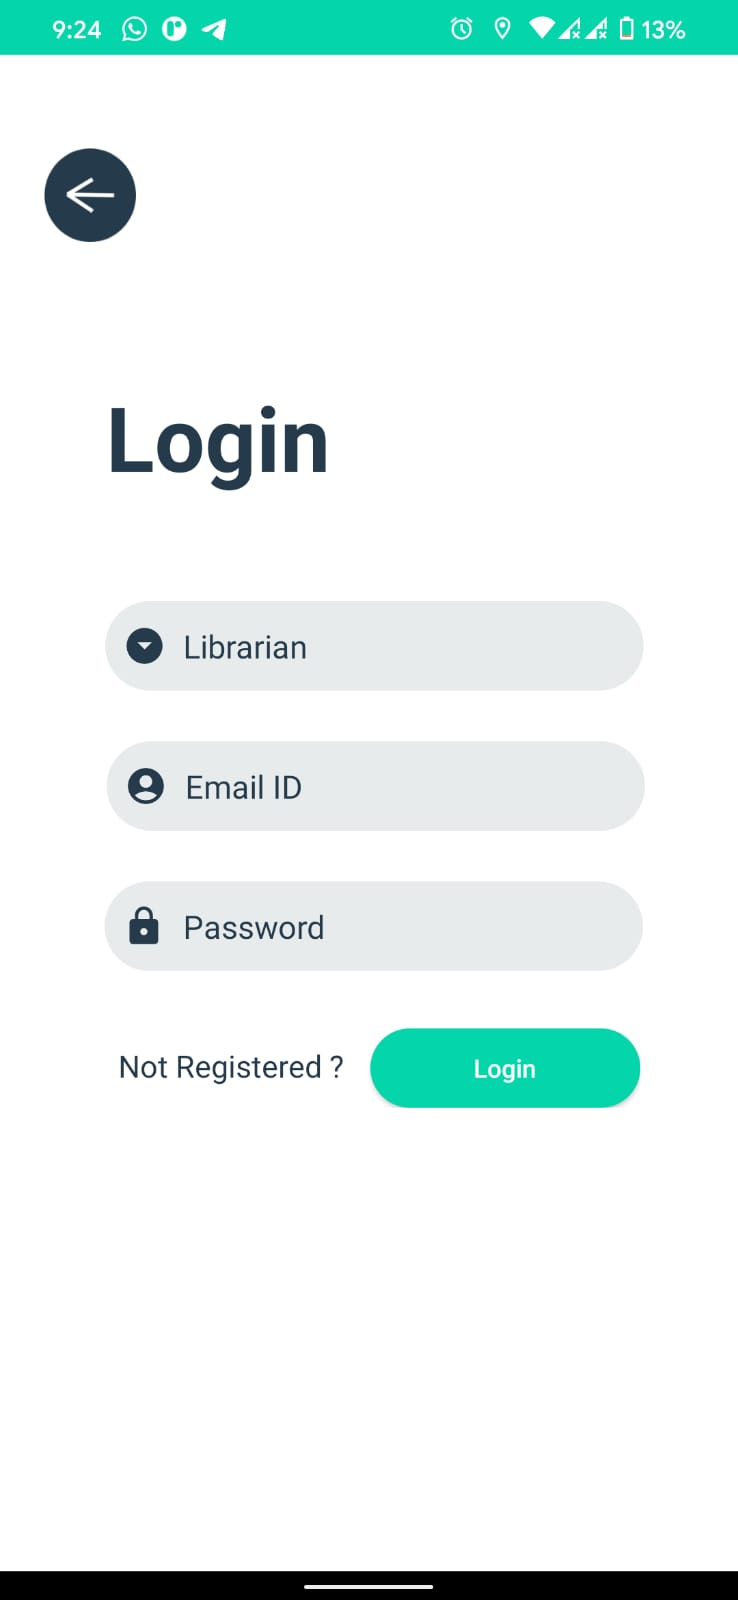 9:24 13%
Login
Librarian
Email ID
Password
Not Registered ? Login